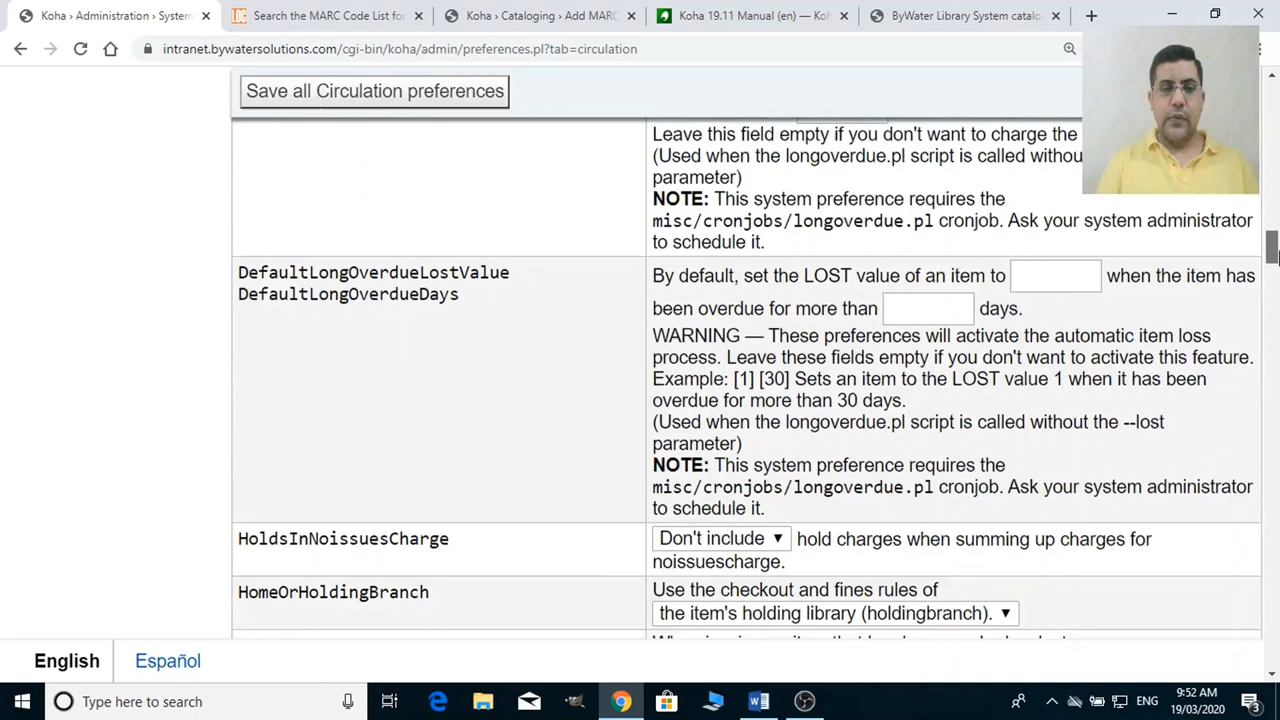 Koha › Administration › System
Search the MARC Code List for
Koha › Cataloging › Add MARC
Koha 19.11 Manual (en) — Koh
ByWater Library System catalo
intranet.bywatersolutions.com/cgi-bin/koha/admin/preferences.pl?tab=circulation
Save all Circulation preferences
Leave this field empty if you don't want to charge the
(Used when the longoverdue.pl script is called withou
parameter)
NOTE: This system preference requires the
misc/cronjobs/longoverdue.pl cronjob. Ask your system administrator
to schedule it.
DefaultLongOverdueLostValue
DefaultLongOverdueDays
By default, set the LOST value of an item to when the item has
been overdue for more than days.
WARNING — These preferences will activate the automatic item loss
process. Leave these fields empty if you don't want to activate this feature.
Example: [1] [30] Sets an item to the LOST value 1 when it has been
overdue for more than 30 days.
(Used when the longoverdue.pl script is called without the --lost
parameter)
NOTE: This system preference requires the
misc/cronjobs/longoverdue.pl cronjob. Ask your system administrator
to schedule it.
HoldsInNoissuesCharge
Don't include hold charges when summing up charges for
noissuescharge.
HomeOrHoldingBranch
Use the checkout and fines rules of
the item's holding library (holdingbranch).
English
Español
Type here to search
ENG
9:52 AM
19/03/2020
3